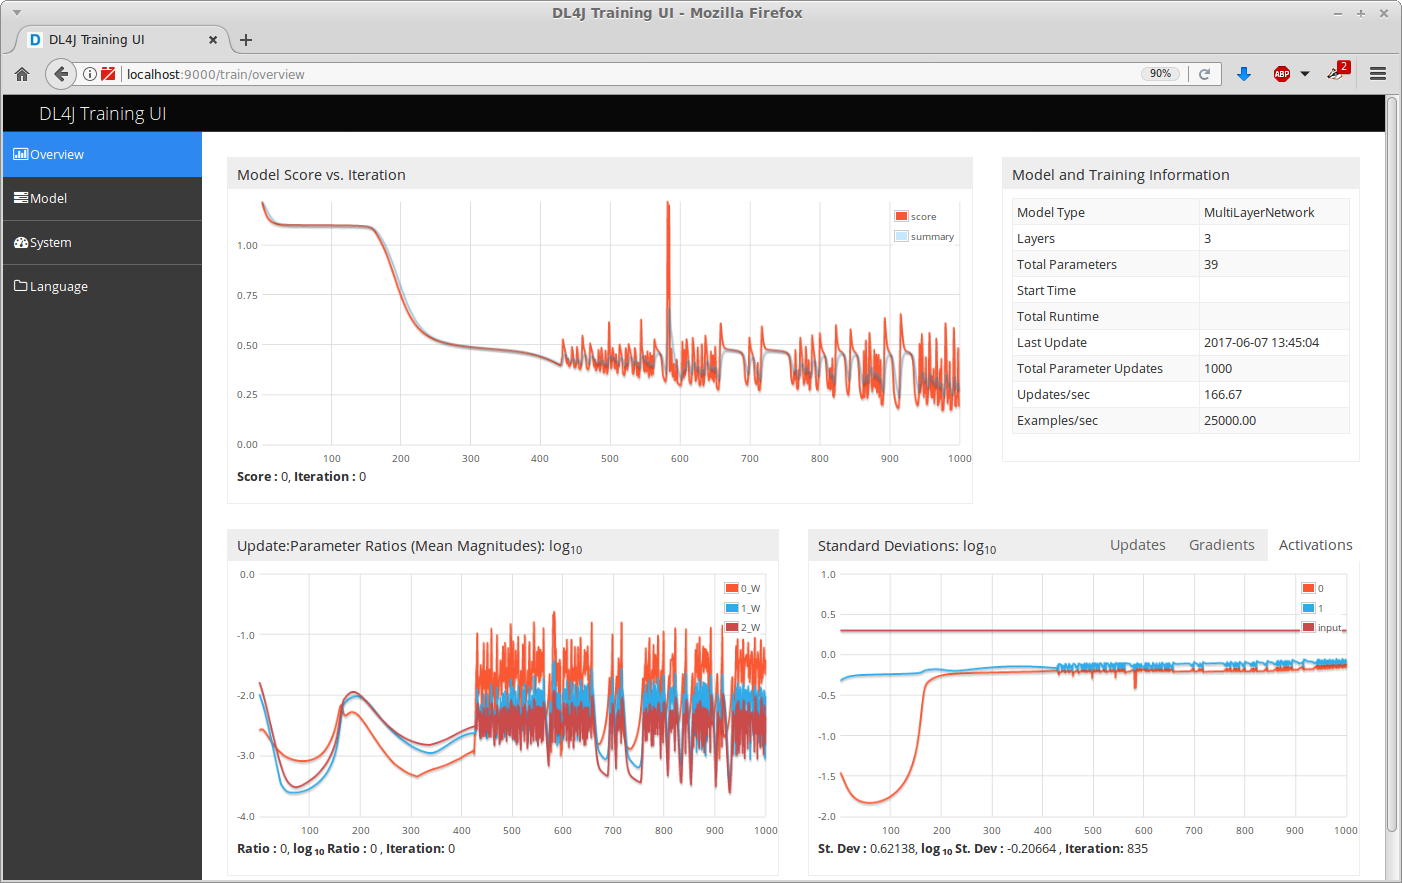 DL4J Training UI - Mozilla Firefox
D DL4J Training UI
localhost:9000/train/overview 90% ABP 2
DL4J Training UI
Overview
Model
System
Language
Model Score vs. Iteration
score
summary
1.00
0.75
0.50
0.25
0.00
100 200 300 400 500 600 700 800 900 1000
Score : 0, Iteration : 0
Model and Training Information
Model Type MultiLayerNetwork
Layers 3
Total Parameters 39
Start Time
Total Runtime
Last Update 2017-06-07 13:45:04
Total Parameter Updates 1000
Updates/sec 166.67
Examples/sec 25000.00
Update:Parameter Ratios (Mean Magnitudes): log10
0_W
1_W
2_W
0.0
-1.0
-2.0
-3.0
-4.0
100 200 300 400 500 600 700 800 900 1000
Ratio : 0, log 10 Ratio : 0 , Iteration: 0
Standard Deviations: log10 Updates Gradients Activations
0
1
input
1.0
0.5
0.0
-0.5
-1.0
-1.5
-2.0
100 200 300 400 500 600 700 800 900 1000
St. Dev : 0.62138, log 10 St. Dev : -0.20664 , Iteration: 835